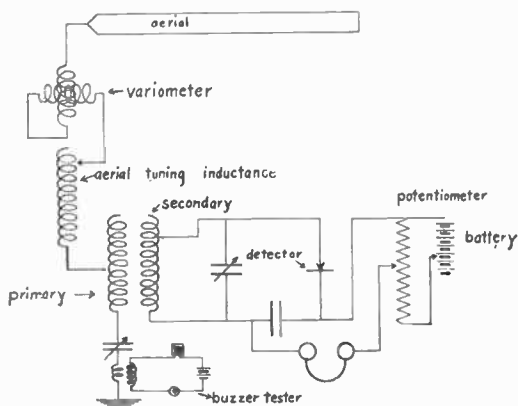 aerial
variometer
aerial tuning inductance
secondary
potentiometer
battery
detector
primary
buzzer tester